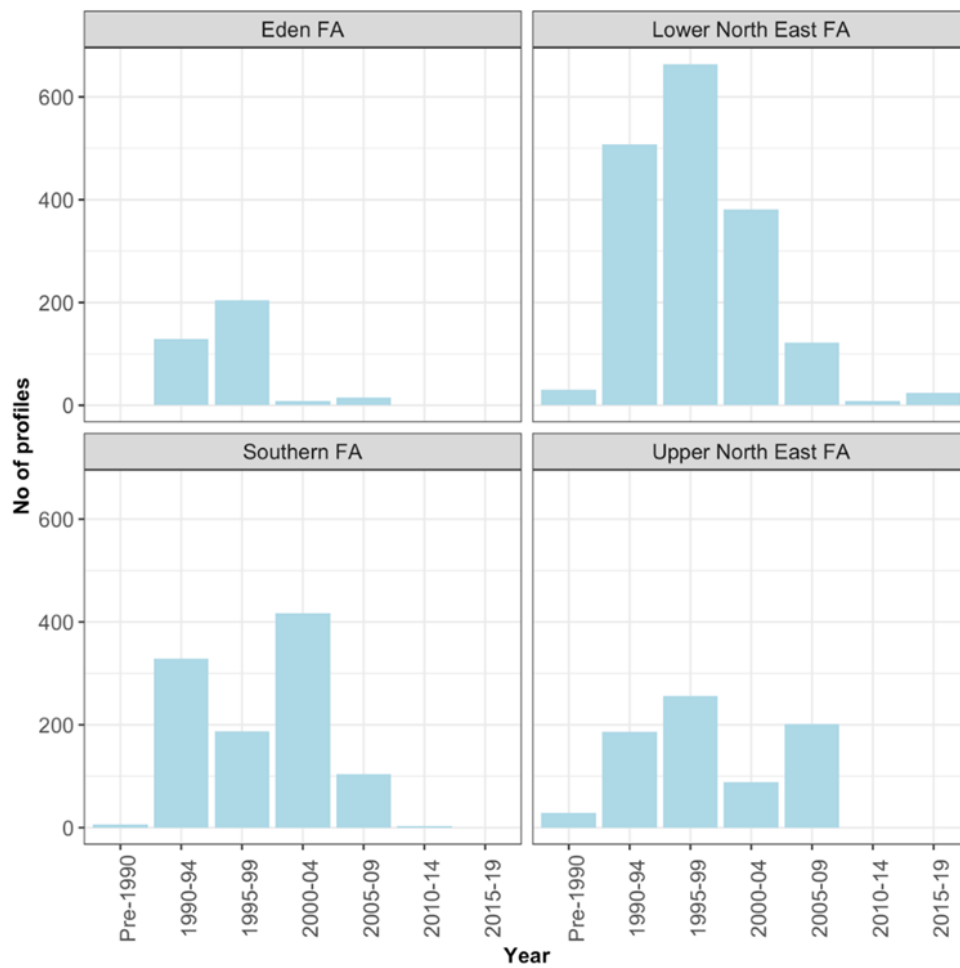 Eden FA
Lower North East FA
600
400
200
0
Southern FA
Upper North East FA
600
400
200
0
No of profiles
Pre-1990
1990-94
1995-99
2000-04
2005-09
2010-14
2015-19
Pre-1990
1990-94
1995-99
2000-04
2005-09
2010-14
2015-19
Year